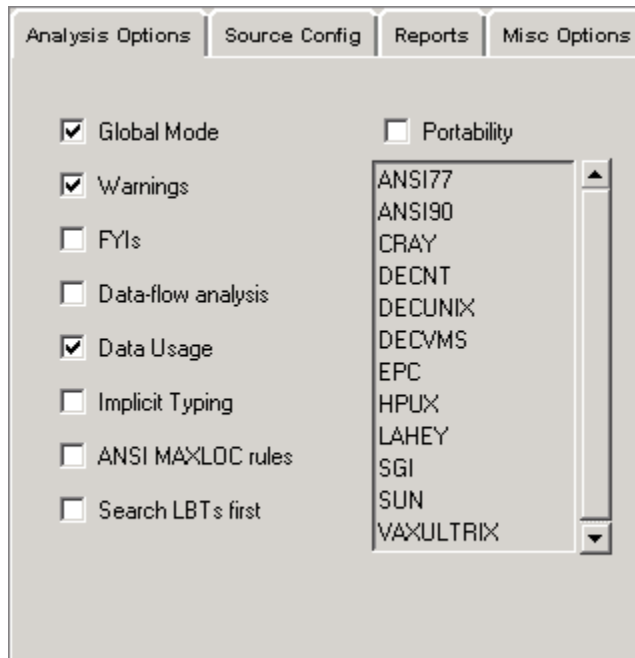 Analysis Options Source Config Reports Misc Options
Global Mode
Warnings
FYIs
Data-flow analysis
Data Usage
Implicit Typing
ANSI MAXLOC rules
Search LBTs first
Portability
ANSI77
ANSI90
CRAY
DECNT
DECUNIX
DECVMS
EPC
HPUX
LAHEY
SGI
SUN
VAXULTRIX